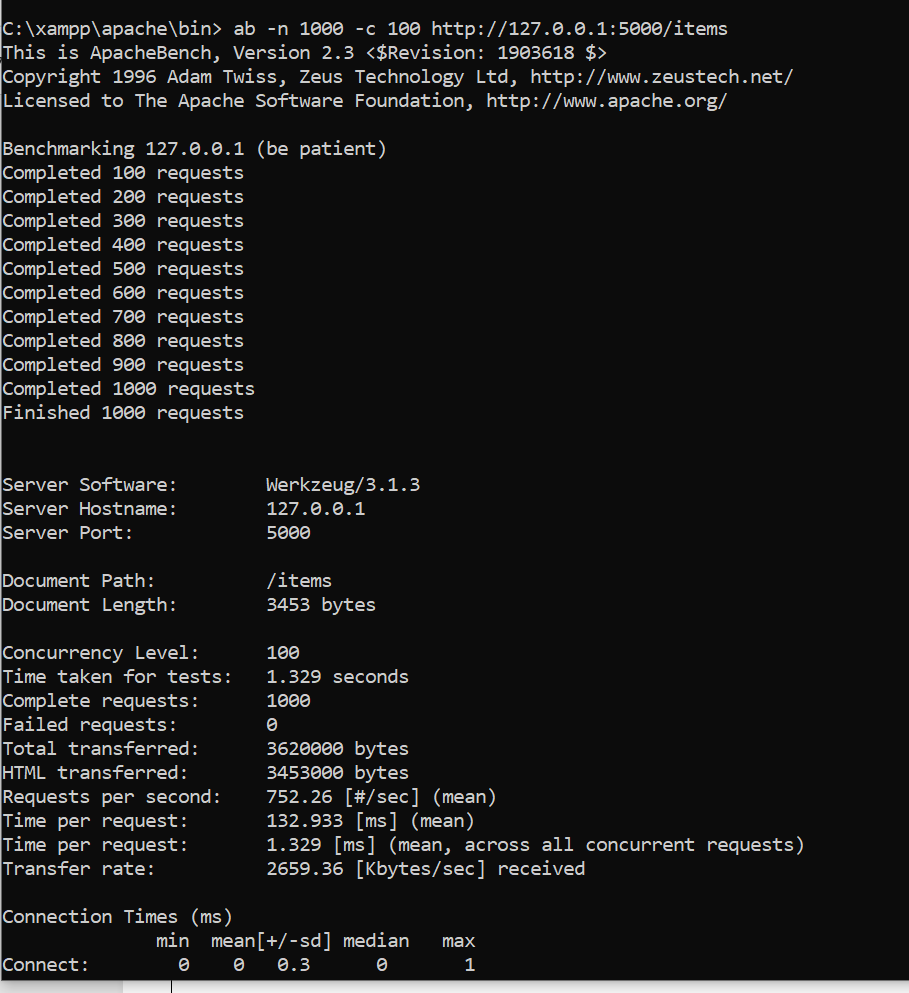 C:\xampp\apache\bin> ab -n 1000 -c 100 http://127.0.0.1:5000/items
This is ApacheBench, Version 2.3 <$Revision: 1903618 $>
Copyright 1996 Adam Twiss, Zeus Technology Ltd, http://www.zeustech.net/
Licensed to The Apache Software Foundation, http://www.apache.org/

Benchmarking 127.0.0.1 (be patient)
Completed 100 requests
Completed 200 requests
Completed 300 requests
Completed 400 requests
Completed 500 requests
Completed 600 requests
Completed 700 requests
Completed 800 requests
Completed 900 requests
Completed 1000 requests
Finished 1000 requests


Server Software:        Werkzeug/3.1.3
Server Hostname:        127.0.0.1
Server Port:            5000

Document Path:          /items
Document Length:        3453 bytes

Concurrency Level:      100
Time taken for tests:   1.329 seconds
Complete requests:      1000
Failed requests:        0
Total transferred:      3620000 bytes
HTML transferred:       3453000 bytes
Requests per second:    752.26 [#/sec] (mean)
Time per request:       132.933 [ms] (mean)
Time per request:       1.329 [ms] (mean, across all concurrent requests)
Transfer rate:          2659.36 [Kbytes/sec] received

Connection Times (ms)
              min  mean[+/-sd] median   max
Connect:        0    0   0.3      0       1